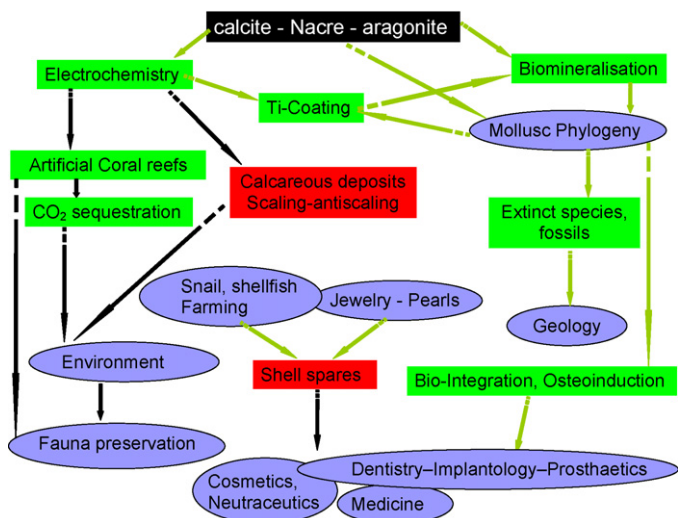 calcite - Nacre - aragonite
Electrochemistry
Biomineralisation
Ti-Coating
Mollusc Phylogeny
Artificial Coral reefs
Calcareous deposits
Scaling-antiscaling
CO₂ sequestration
Extinct species,
fossils
Snail, shellfish
Farming
Jewelry - Pearls
Geology
Environment
Shell spares
Bio-Integration, Osteoinduction
Fauna preservation
Dentistry–Implantology–Prosthaetics
Cosmetics,
Neutraceutics
Medicine